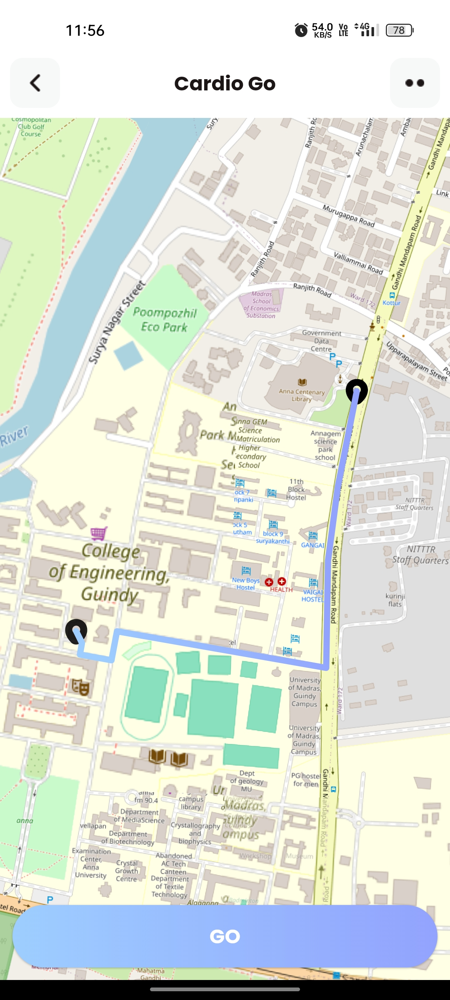 11:56
54.0
KB/S
Vo
LTE
4G
78
Cardio Go
Cosmopolitan
Club Golf
Course
Ranjith Road
Murugappa Road
Valliammai Road
Gandhi Mandapam Road
Link
Ranjith Road
Ward 172
Kottur
Madras
School
of Economics
Substation
Surya Nagar Street
Poompozhil
Eco Park
Government
Data
Centre
P
P
Upparapalayam Street
Anna Centenary
Library
River
Anna GEM
Science
Park M
Matriculation
Higher
Secondary
School
Annagem
science
park
school
11th
Block
Hostel
ock 7
mpanki
ock 5
utham
block 9
suryakanthi
GANGAI
NITTTR
Staff Quarters
Ward 172
NITTTR
Staff Quarters
College
of Engineering,
Guindy
New Boys
Hostel
HEALTH
VAIGAI
HOSTEL
Gandhi Mandapam Road
kurinji
flats
tel
University
of Madras,
Guindy
Campus
Ward 172
University
of Madras,
Guindy
Campus
Dept
of geology
MU
PG hostel
for men
Gandhi Mandapam Road
anna
fm 90.4
campus
library
Madras,
Guindy
ampus
Department
of MediaScience
anna
vellapan
Crystallography
and
biophysics
Department
of Biotechnology
Examination
Center,
Anna
University
Crystal
Growth
Centre
Abandoned
AC Tech
Canteen
Workshop
Museum
Department
of Textile
Technology
P
Alagappa
Badminton
tel Road
GO
Memorial
Mahatma
Gandhi